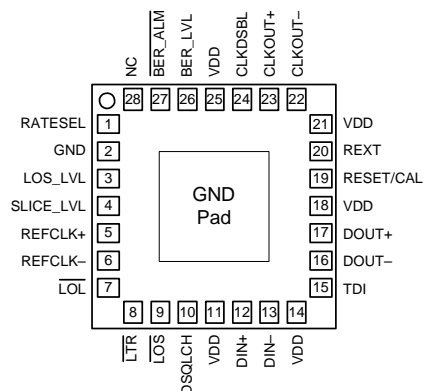 NC
BER_ALM
BER_LVL
VDD
CLKDSBL
CLKOUT+
CLKOUT–
28 27 26 25 24 23 22
RATESEL 1
GND 2
LOS_LVL 3
SLICE_LVL 4
REFCLK+ 5
REFCLK– 6
LOL 7
GND
Pad
21 VDD
20 REXT
19 RESET/CAL
18 VDD
17 DOUT+
16 DOUT–
15 TDI
8 9 10 11 12 13 14
LTR
LOS
DSQLCH
VDD
DIN+
DIN–
VDD